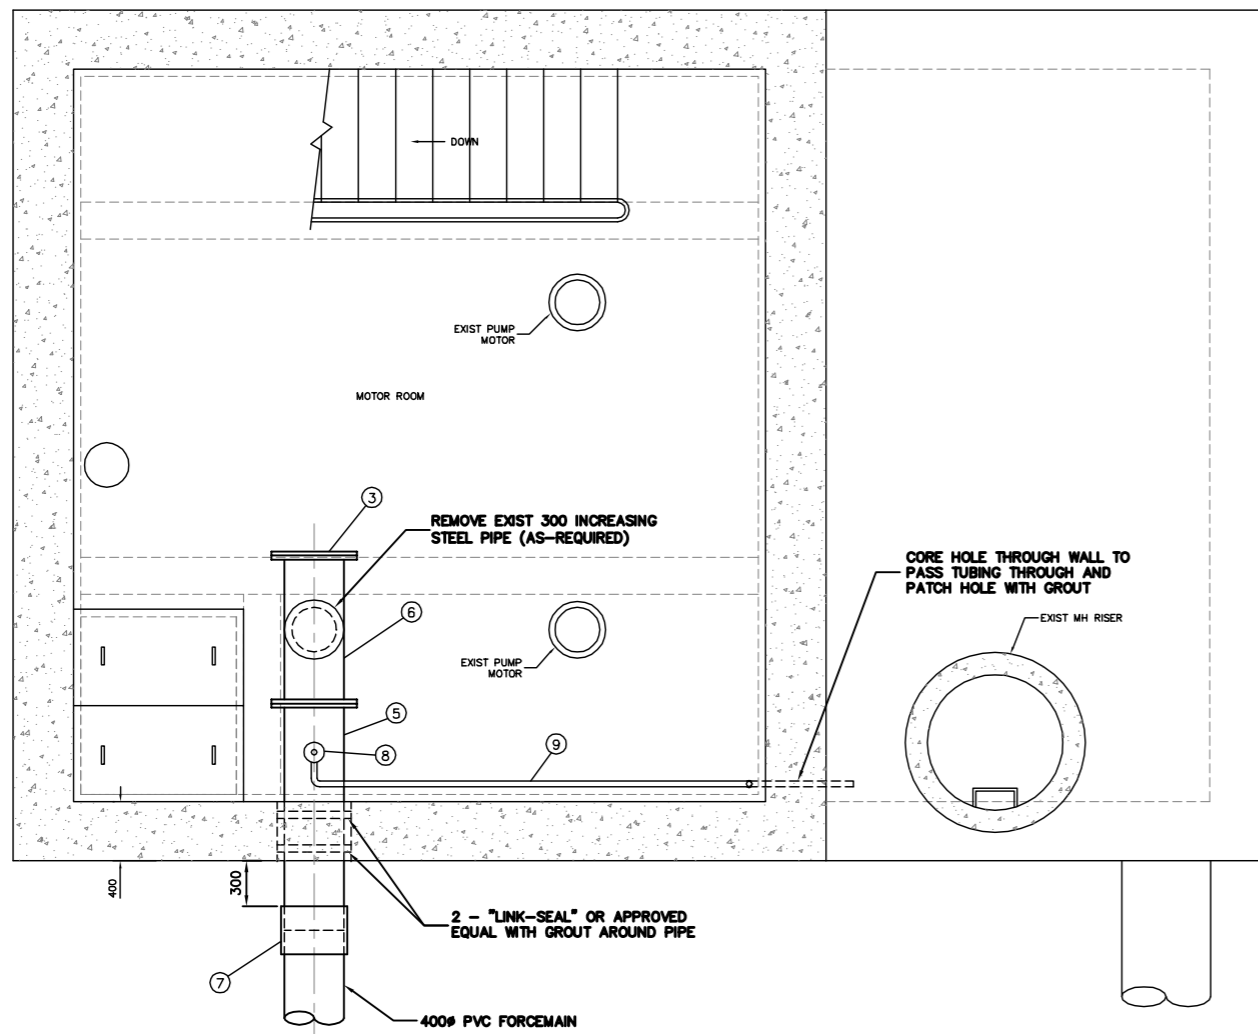 DOWN
EXIST PUMP
MOTOR
MOTOR ROOM
3
REMOVE EXIST 300 INCREASING
STEEL PIPE (AS-REQUIRED)
CORE HOLE THROUGH WALL TO
PASS TUBING THROUGH AND
PATCH HOLE WITH GROUT
6
EXIST MH RISER
EXIST PUMP
MOTOR
5
8
9
400
300
2 - "LINK-SEAL" OR APPROVED
EQUAL WITH GROUT AROUND PIPE
7
400ø PVC FORCEMAIN